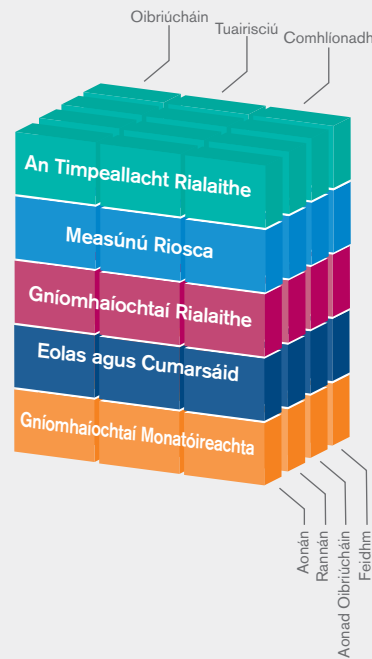 Oibriúcháin
Tuairisciú
Comhlíonadh
An Timpeallacht Rialaithe
Measúnú Riosca
Gníomhaíochtaí Rialaithe
Eolas agus Cumarsáid
Gníomhaíochtaí Monatóireachta
Aonán
Rannán
Aonad Oibriúcháin
Feidhm